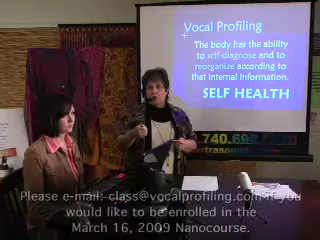 Vocal Profiling
The body has the ability
to self-diagnose and to
reorganize according to
that internal information.
SELF HEALTH
740.698
Please e-mail: class@vocalprofiling.com if you
would like to be enrolled in the
March 16, 2009 Nanocourse.